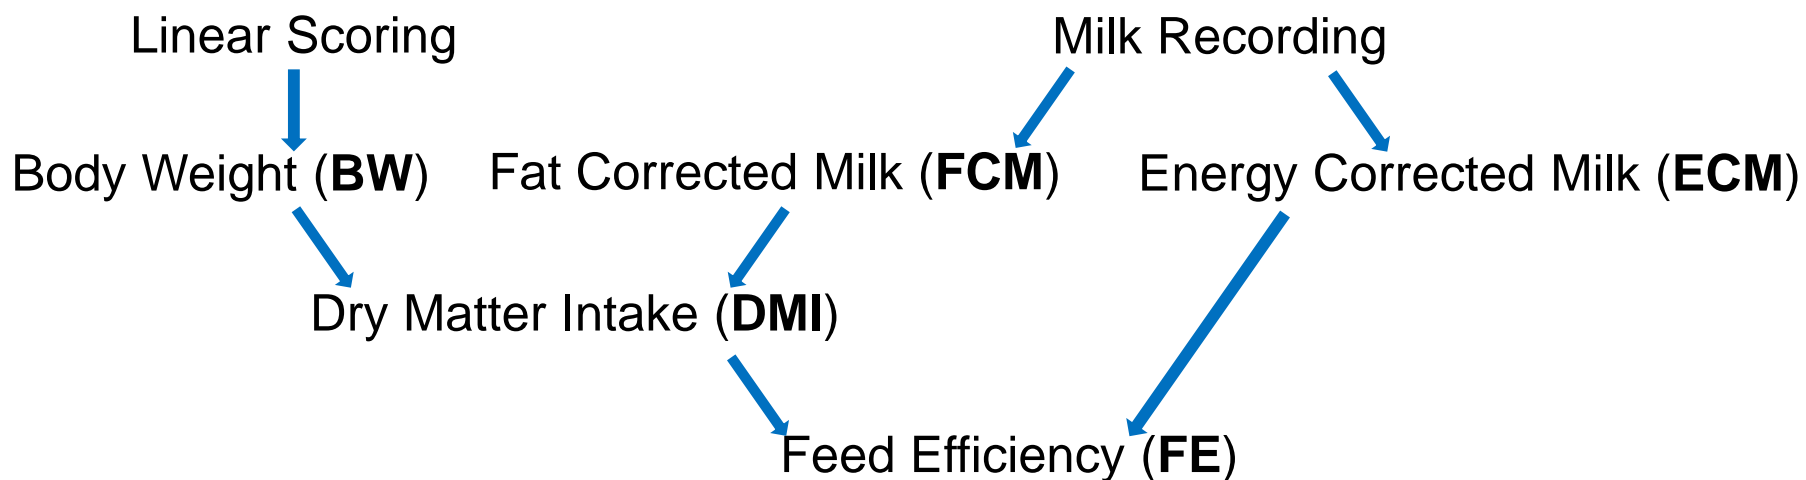 Linear Scoring
Milk Recording
Body Weight (BW)
Fat Corrected Milk (FCM)
Energy Corrected Milk (ECM)
Dry Matter Intake (DMI)
Feed Efficiency (FE)